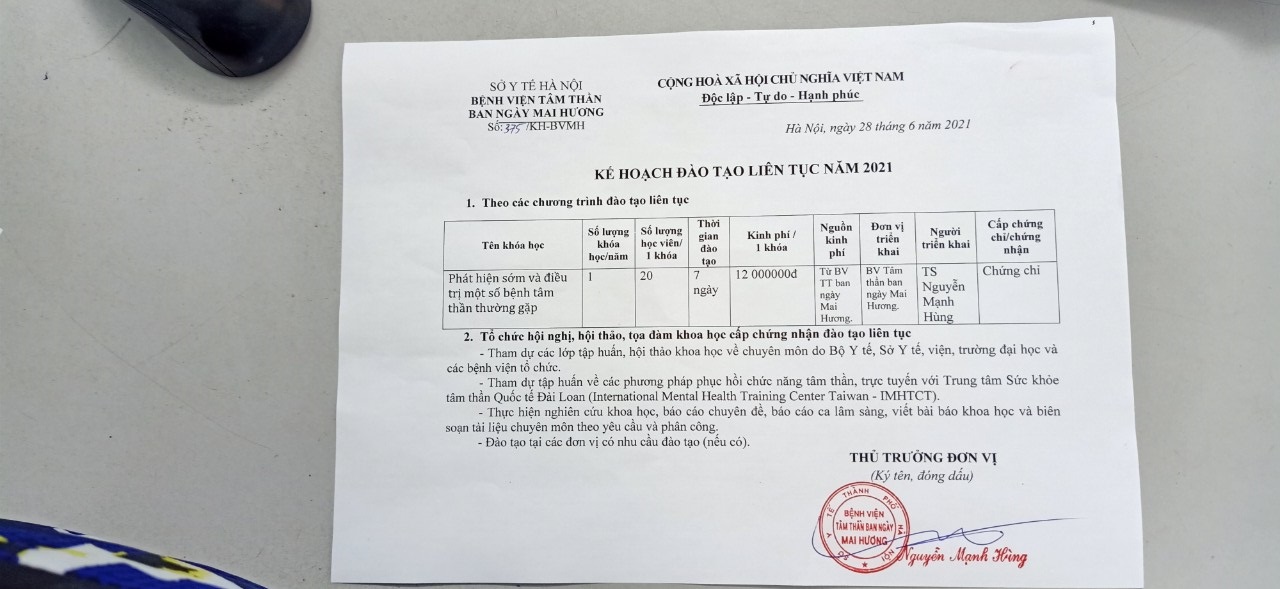 SỞ Y TẾ HÀ NỘI
BỆNH VIỆN TÂM THẦN
BAN NGÀY MAI HƯƠNG
Số: 375 /KH-BVMH
CỘNG HOÀ XÃ HỘI CHỦ NGHĨA VIỆT NAM
Độc lập - Tự do - Hạnh phúc
Hà Nội, ngày 28 tháng 6 năm 2021
KẾ HOẠCH ĐÀO TẠO LIÊN TỤC NĂM 2021
1. Theo các chương trình đào tạo liên tục
Tên khóa học
Số lượng
khóa
học/năm
Số lượng
học viên/
1 khóa
Thời
gian
đào
tạo
Kinh phí /
1 khóa
Nguồn
kinh
phí
Đơn vị
triển
khai
Người
triển khai
Cấp chứng
chỉ/chứng
nhận
Phát hiện sớm và điều
trị một số bệnh tâm
thần thường gặp
1
20
7
ngày
12 000000đ
Từ BV
TT ban
ngày
Mai
Hương.
BV Tâm
thần ban
ngày Mai
Hương.
TS
Nguyễn
Mạnh
Hùng
Chứng chỉ
2. Tổ chức hội nghị, hội thảo, tọa đàm khoa học cấp chứng nhận đào tạo liên tục
- Tham dự các lớp tập huấn, hội thảo khoa học về chuyên môn do Bộ Y tế, Sở Y tế, viện, trường đại học và
các bệnh viện tổ chức.
- Tham dự tập huấn về các phương pháp phục hồi chức năng tâm thần, trực tuyến với Trung tâm Sức khỏe
tâm thần Quốc tế Đài Loan (International Mental Health Training Center Taiwan - IMHTCT).
- Thực hiện nghiên cứu khoa học, báo cáo chuyên đề, báo cáo ca lâm sàng, viết bài báo khoa học và biên
soạn tài liệu chuyên môn theo yêu cầu và phân công.
- Đào tạo tại các đơn vị có nhu cầu đào tạo (nếu có).
THỦ TRƯỞNG ĐƠN VỊ
(Ký tên, đóng dấu)
SỞ Y TẾ THÀNH PHỐ HÀ NỘI
BỆNH VIỆN
TÂM THẦN BAN NGÀY
MAI HƯƠNG
Nguyễn Mạnh Hùng